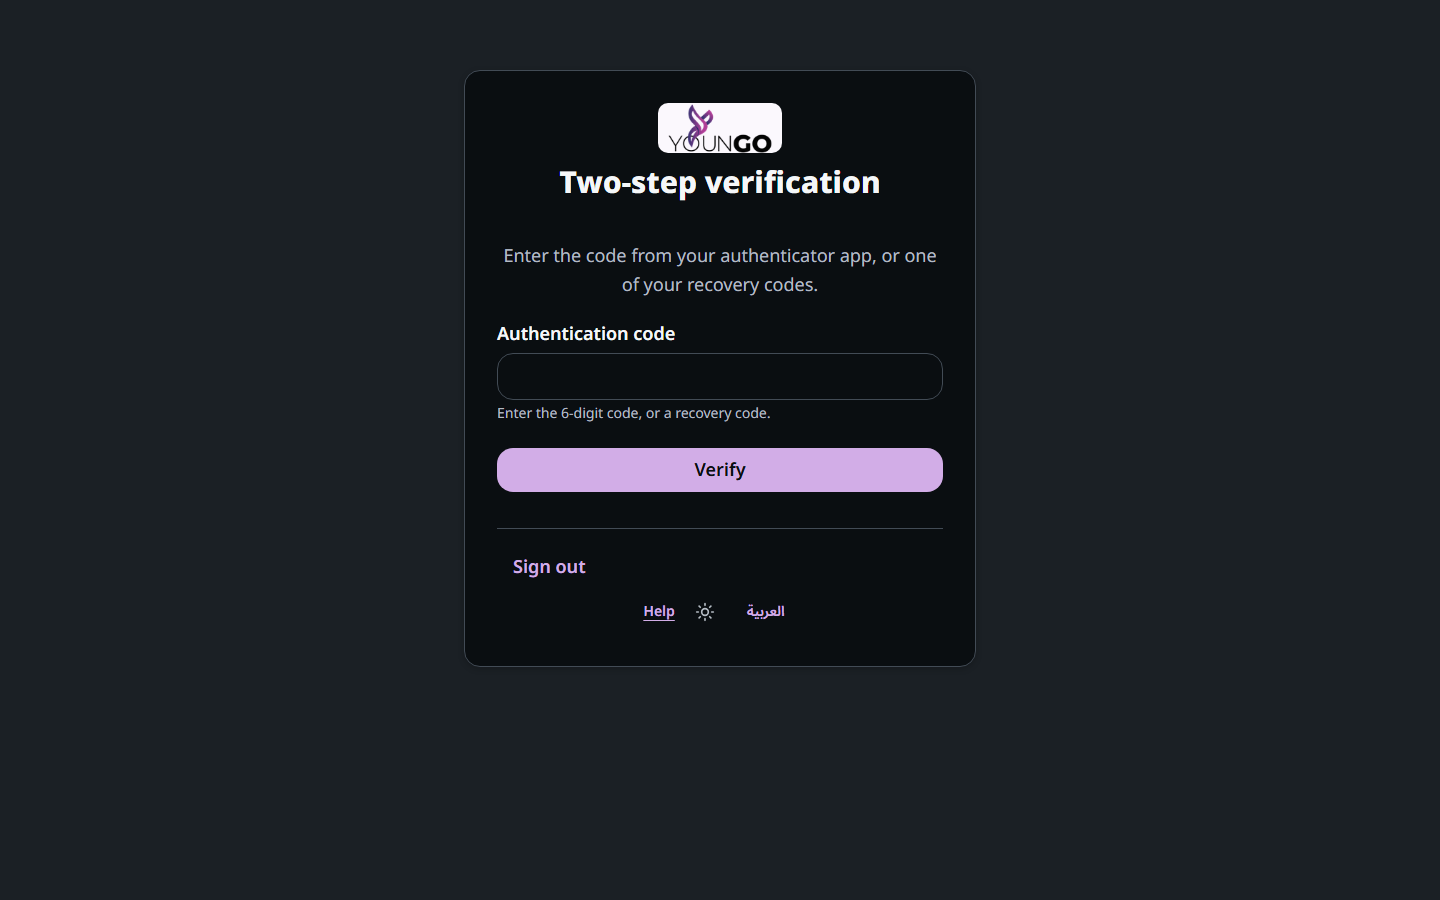 YOUNGO
Two-step verification
Enter the code from your authenticator app, or one
of your recovery codes.
Authentication code
Enter the 6-digit code, or a recovery code.
Verify
Sign out
Help العربية